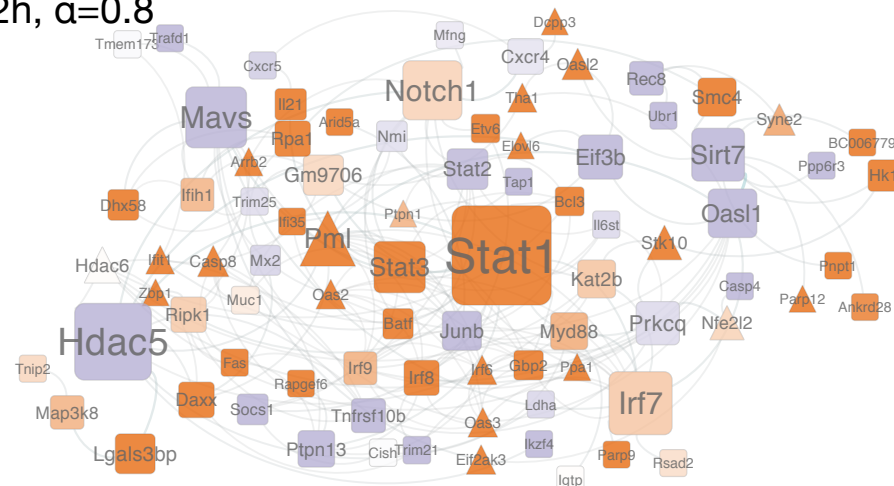 2h, α=0.8
Dcpp3
Tmem173
Trafd1
Mfng
Cxcr5
Cxcr4
Oasl2
Rec8
Notch1
Smc4
Mavs
Il21
Tha1
Ubr1
Syne2
Rpa1
Arid5a
Nmi
Etv6
Elovl6
BC006779
Arrb2
Gm9706
Stat2
Eif3b
Sirt7
Ppp6r3
Hk1
Tap1
Dhx58
Ifih1
Trim25
Ptpn1
Bcl3
Oasl1
Ifi35
Il6st
Pml
Stat1
Stk10
Hdac6
Ifit1
Casp8
Mx2
Stat3
Kat2b
Pnpt1
Zbp1
Muc1
Oas2
Casp4
Parp12
Ankrd28
Ripk1
Batf
Junb
Myd88
Prkcq
Nfe2l2
Hdac5
Tnip2
Fas
Irf9
Irf8
Irf6
Gbp2
Ppa1
Rapgef6
Map3k8
Daxx
Socs1
Tnfrsf10b
Ldha
Irf7
Oas3
Lgals3bp
Ptpn13
Cish
Trim21
Ikzf4
Eif2ak3
Parp9
Rsad2